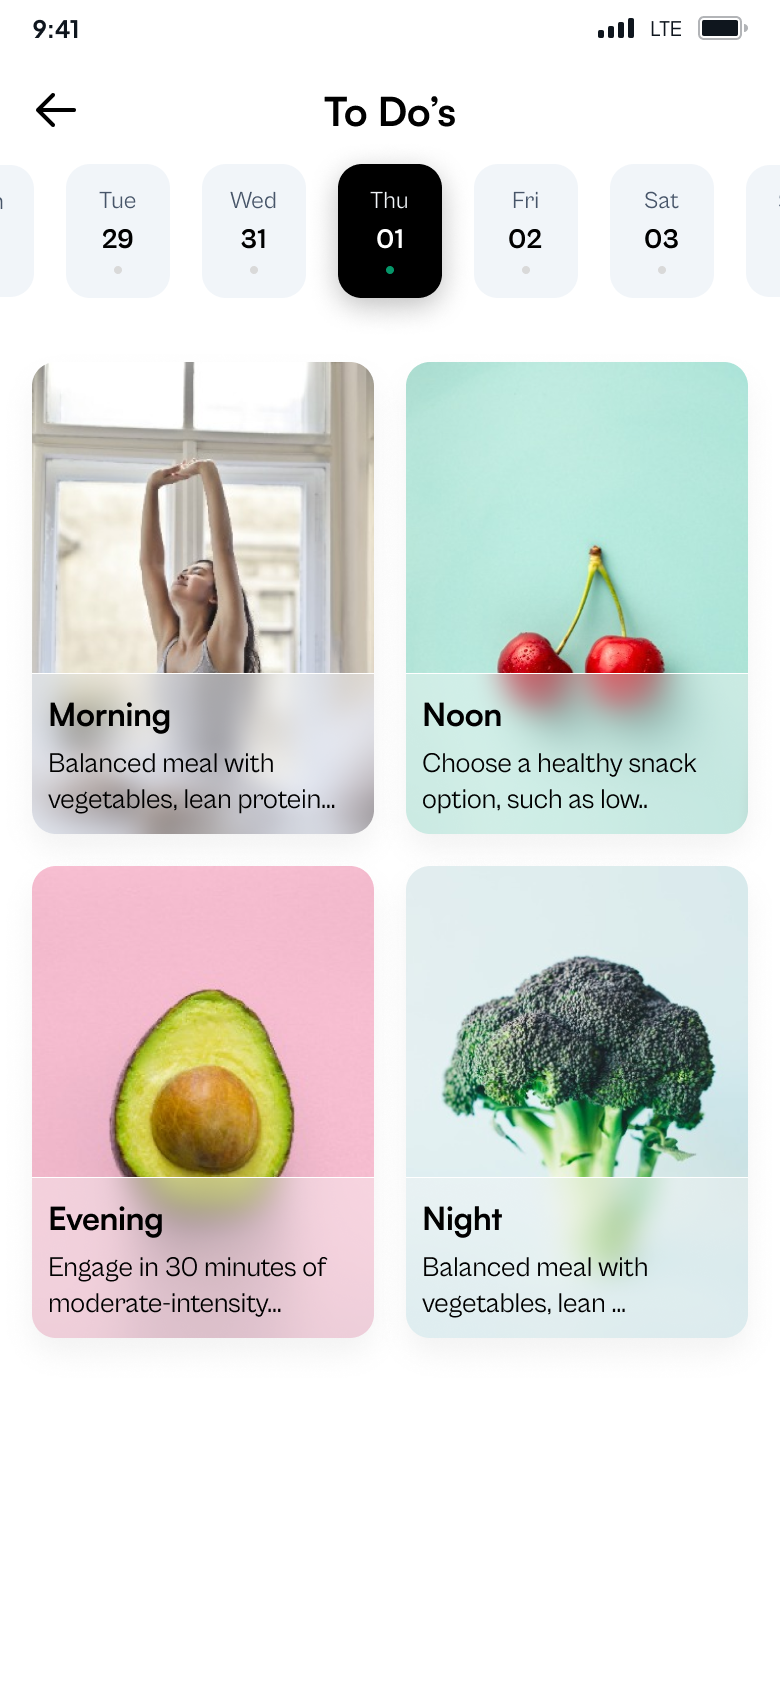 9:41
LTE
To Do’s
Tue
29
Wed
31
Thu
01
Fri
02
Sat
03
Morning
Balanced meal with
vegetables, lean protein...
Noon
Choose a healthy snack
option, such as low..
Evening
Engage in 30 minutes of
moderate-intensity...
Night
Balanced meal with
vegetables, lean ...